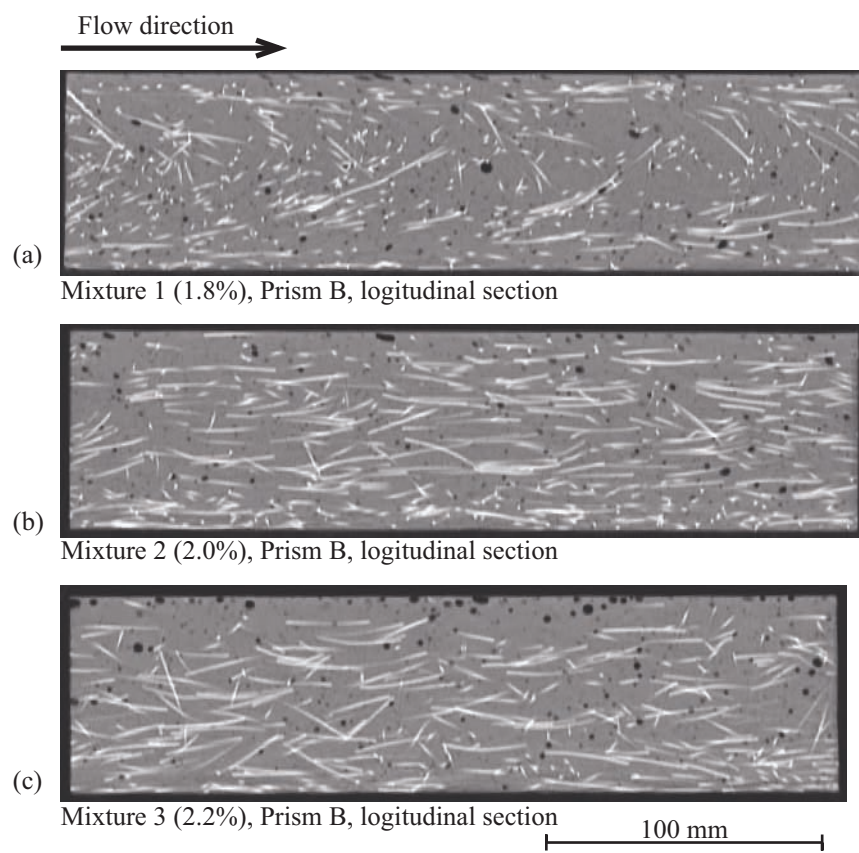 Flow direction
(a)
Mixture 1 (1.8%), Prism B, logitudinal section
(b)
Mixture 2 (2.0%), Prism B, logitudinal section
(c)
Mixture 3 (2.2%), Prism B, logitudinal section
100 mm